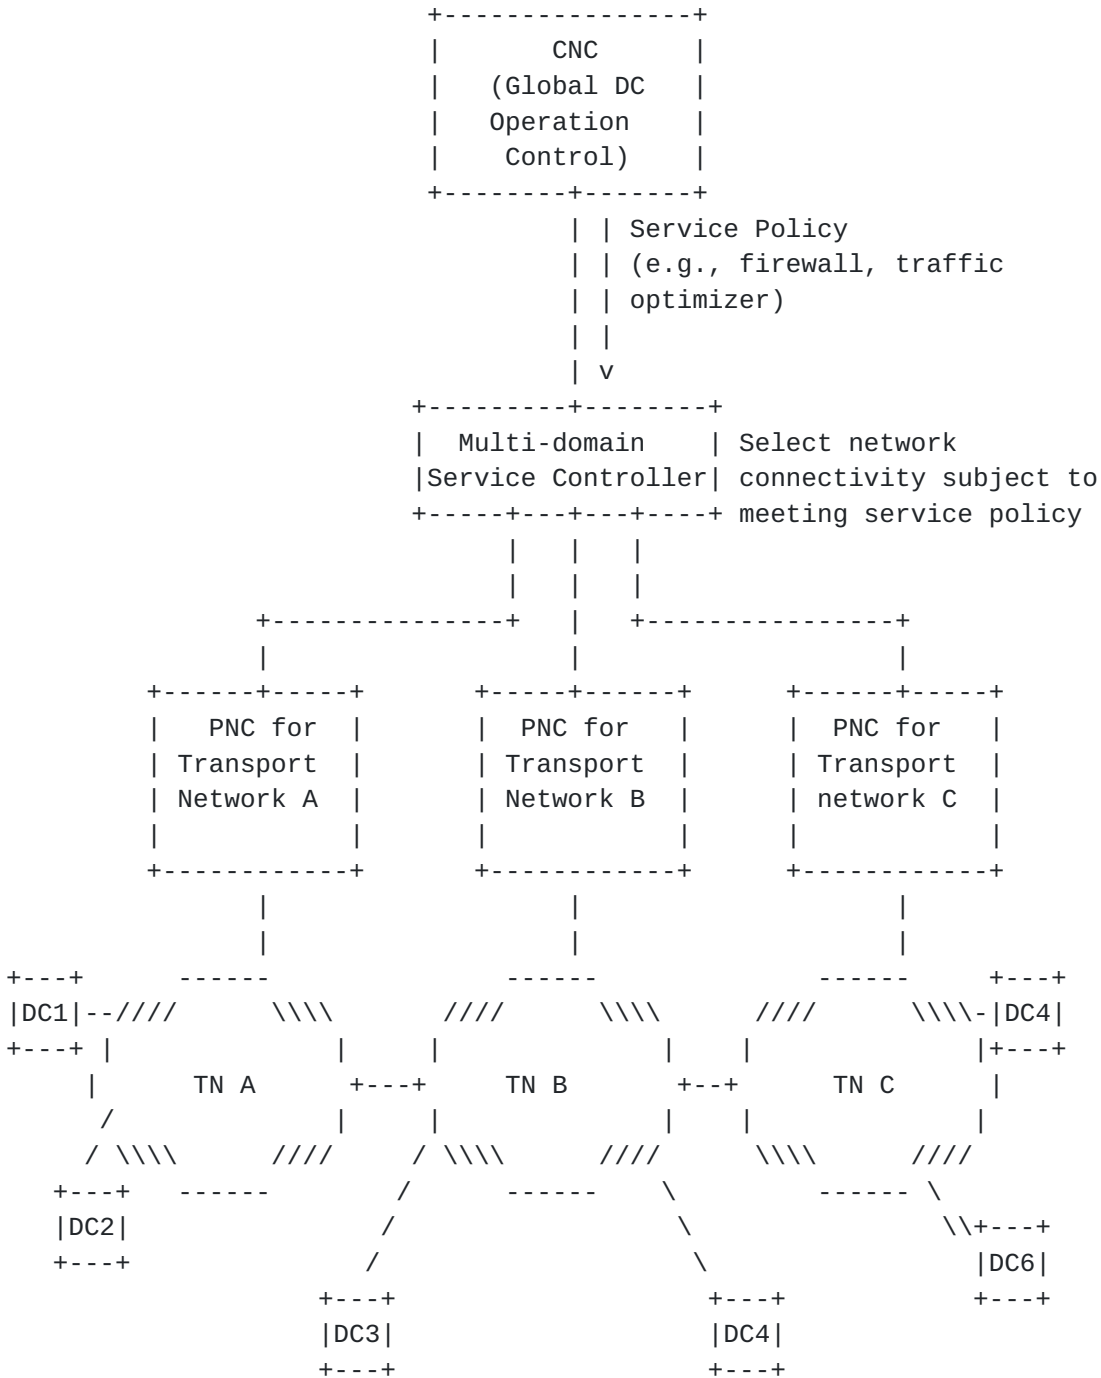 CNC
(Global DC
Operation
Control)
Service Policy
(e.g., firewall, traffic
optimizer)
v
Multi-domain
Service Controller
Select network
connectivity subject to
meeting service policy
PNC for
Transport
Network A
PNC for
Transport
Network B
PNC for
Transport
network C
DC1
DC4
TN A
TN B
TN C
DC2
DC6
DC3
DC4